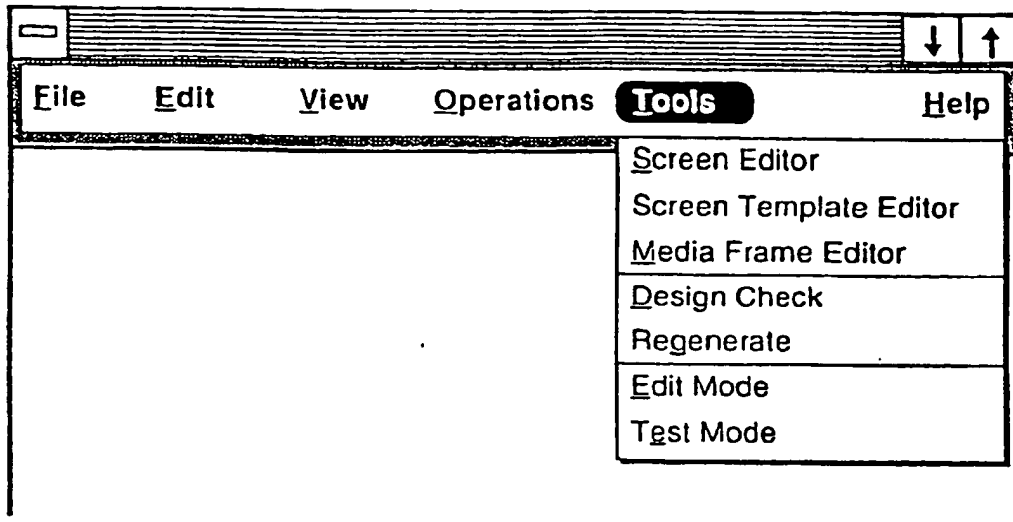 File Edit View Operations Tools Help
Screen Editor
Screen Template Editor
Media Frame Editor
Design Check
Regenerate
Edit Mode
Test Mode